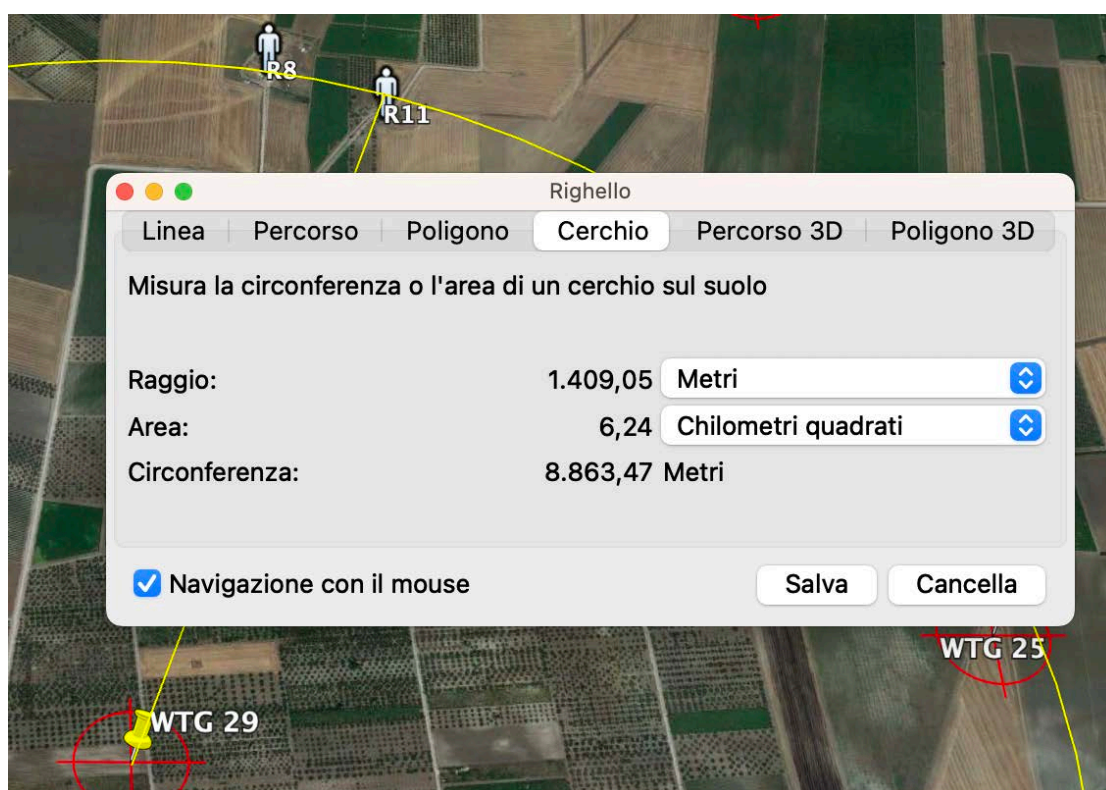 R8
R11
Righello
Linea Percorso Poligono Cerchio Percorso 3D Poligono 3D
Misura la circonferenza o l'area di un cerchio sul suolo
Raggio: 1.409,05 Metri
Area: 6,24 Chilometri quadrati
Circonferenza: 8.863,47 Metri
Navigazione con il mouse Salva Cancella
WTG 25
WTG 29